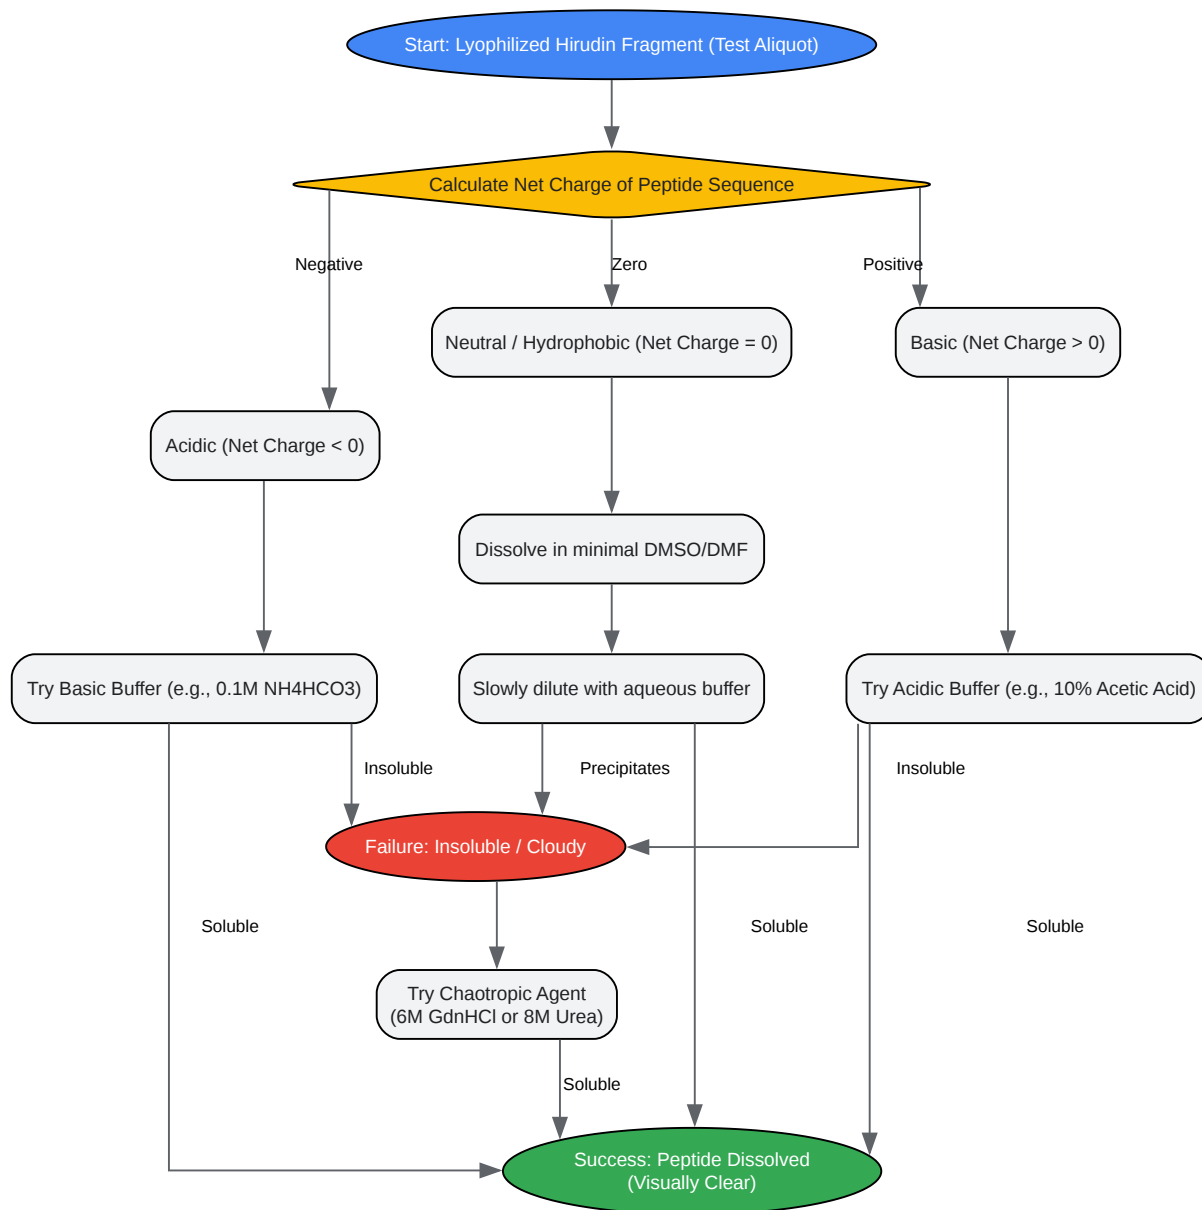 Start: Lyophilized Hirudin Fragment (Test Aliquot)
Calculate Net Charge of Peptide Sequence
Negative
Zero
Positive
Neutral / Hydrophobic (Net Charge = 0)
Basic (Net Charge > 0)
Acidic (Net Charge < 0)
Dissolve in minimal DMSO/DMF
Try Basic Buffer (e.g., 0.1M NH4HCO3)
Slowly dilute with aqueous buffer
Try Acidic Buffer (e.g., 10% Acetic Acid)
Insoluble
Precipitates
Insoluble
Failure: Insoluble / Cloudy
Soluble
Soluble
Soluble
Try Chaotropic Agent
(6M GdnHCl or 8M Urea)
Soluble
Success: Peptide Dissolved
(Visually Clear)